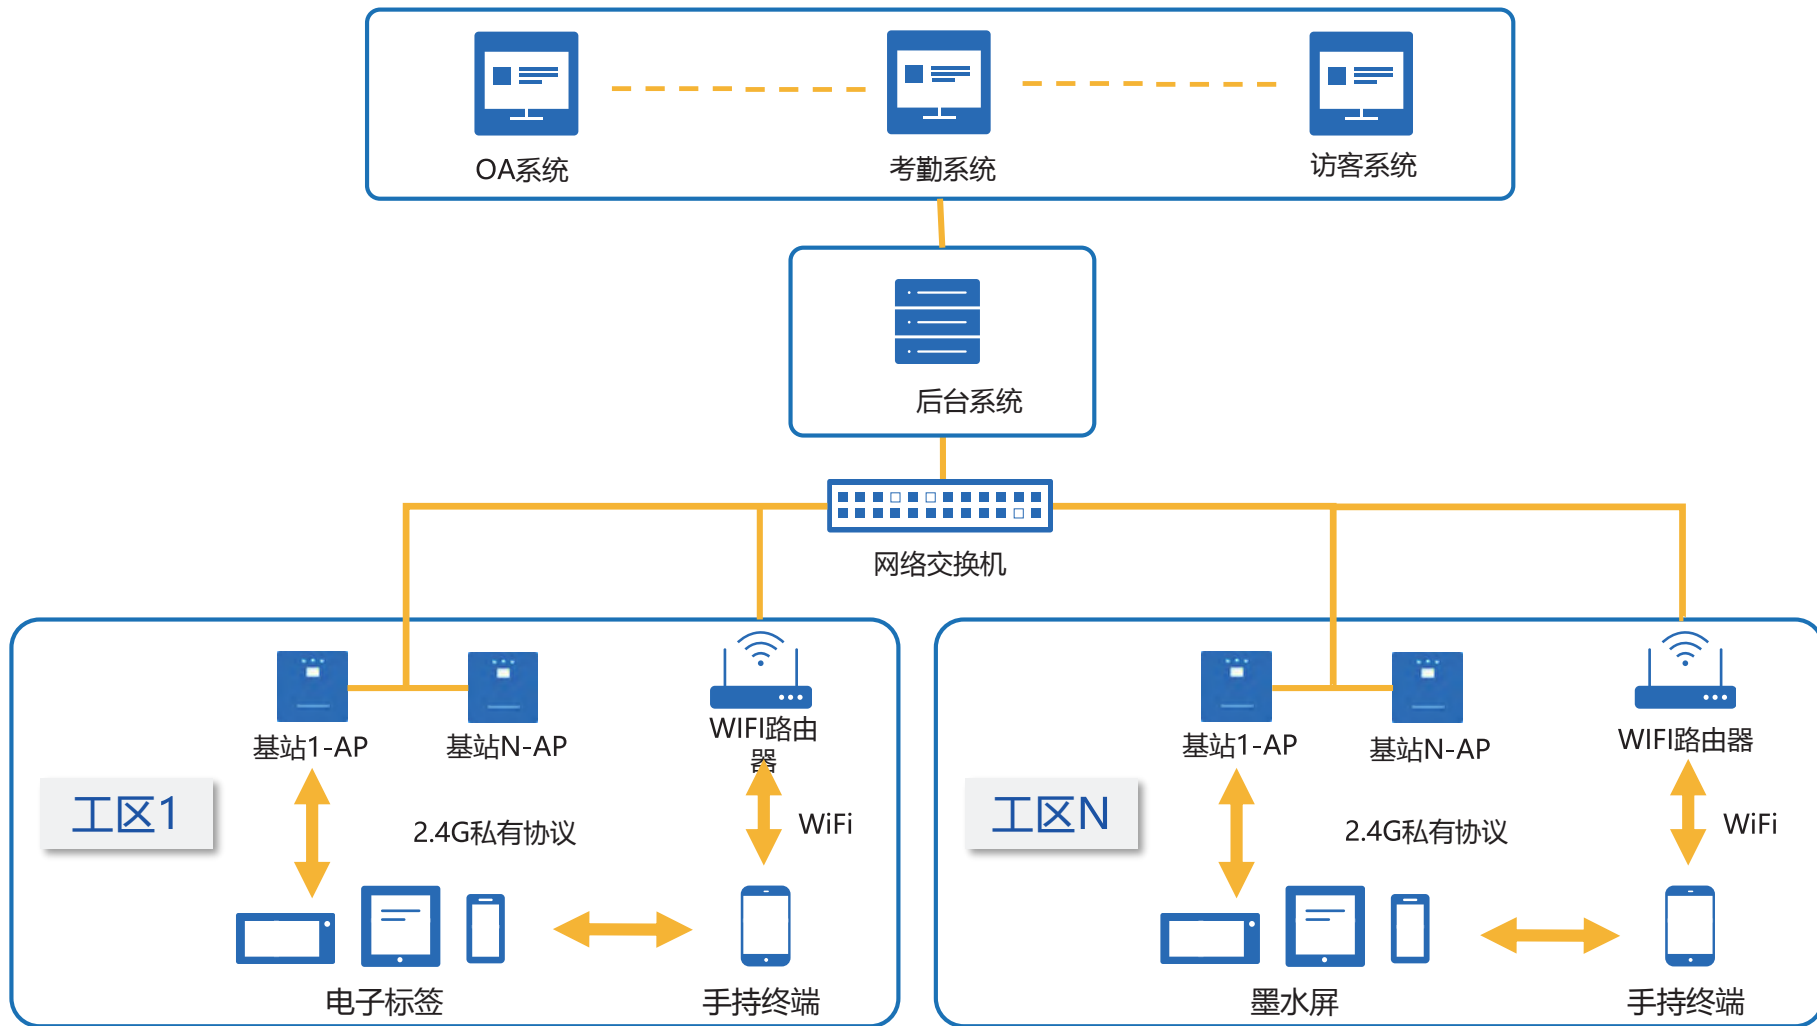 OA系统
考勤系统
访客系统
后台系统
网络交换机
基站1-AP
基站N-AP
WIFI路由
器
工区1
2.4G私有协议
WiFi
电子标签
手持终端
基站1-AP
基站N-AP
WIFI路由器
工区N
2.4G私有协议
WiFi
墨水屏
手持终端